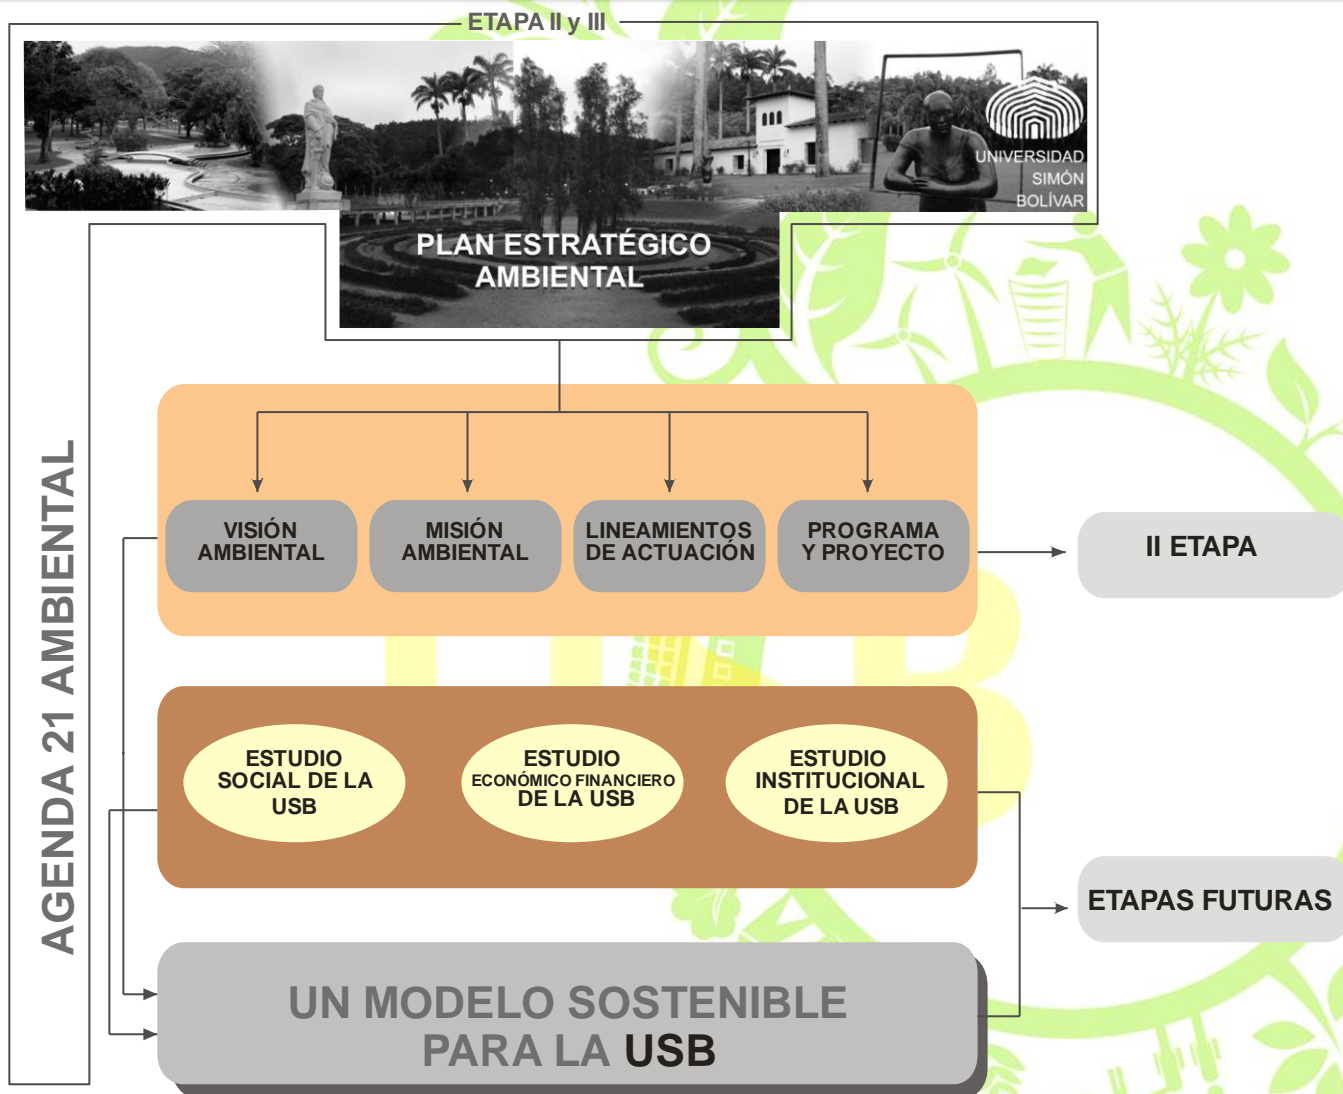 ETAPA II y III
UNIVERSIDAD
SIMÓN
BOLÍVAR
PLAN ESTRATÉGICO
AMBIENTAL
AGENDA 21 AMBIENTAL
VISIÓN
AMBIENTAL
MISIÓN
AMBIENTAL
LINEAMIENTOS
DE ACTUACIÓN
PROGRAMA
Y PROYECTO
II ETAPA
ESTUDIO
SOCIAL DE LA
USB
ESTUDIO
ECONÓMICO FINANCIERO
DE LA USB
ESTUDIO
INSTITUCIONAL
DE LA USB
ETAPAS FUTURAS
UN MODELO SOSTENIBLE
PARA LA USB